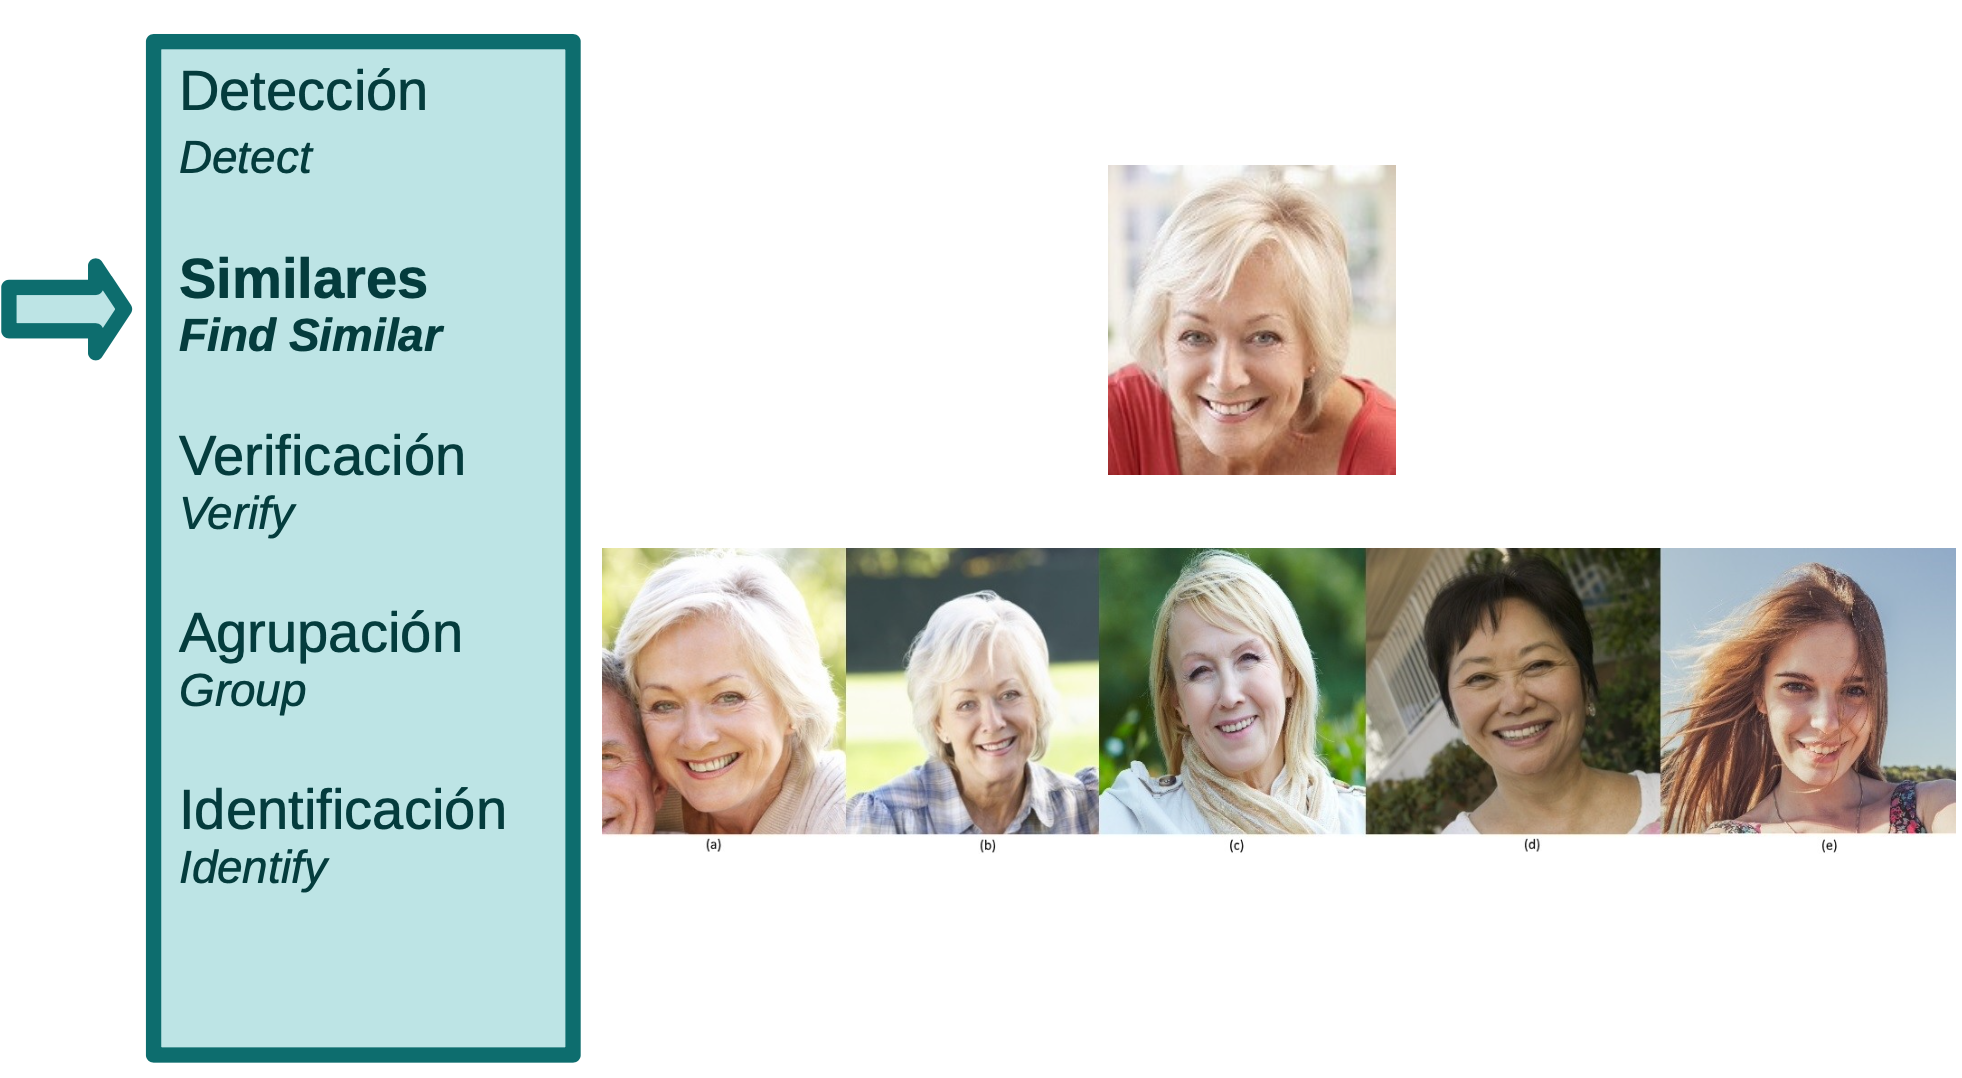 Detección
Detect
Similares
Find Similar
Verificación
Verify
Agrupación
Group
Identificación
Identify
(a)
(b)
(c)
(d)
(e)